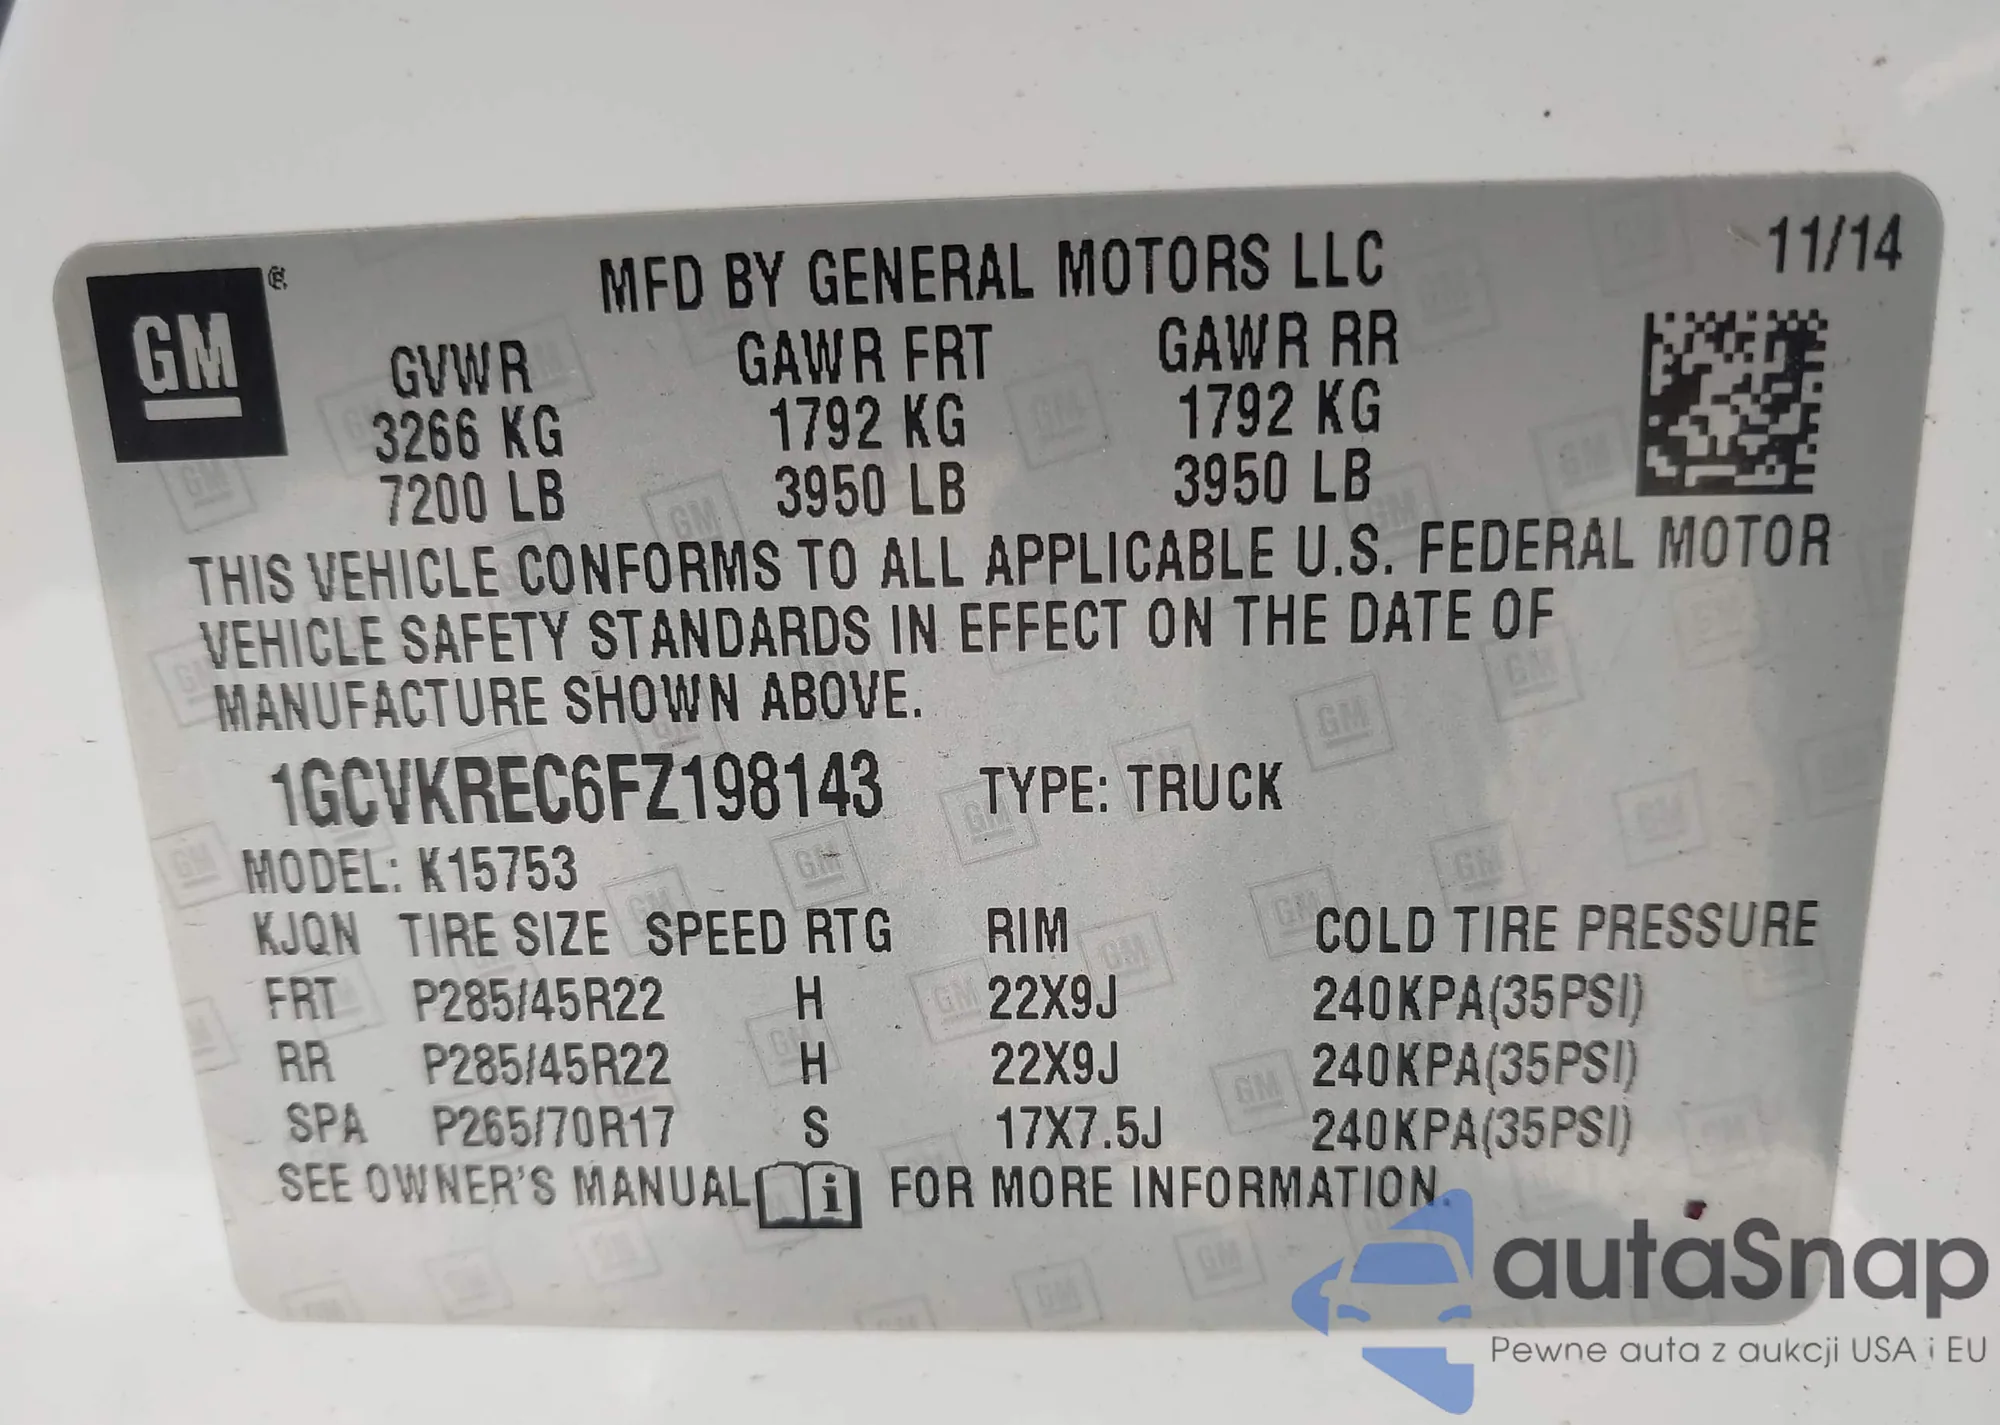 11/14
GM ®
MFD BY GENERAL MOTORS LLC
GVWR GAWR FRT GAWR RR
3266 KG 1792 KG 1792 KG
7200 LB 3950 LB 3950 LB
THIS VEHICLE CONFORMS TO ALL APPLICABLE U.S. FEDERAL MOTOR
VEHICLE SAFETY STANDARDS IN EFFECT ON THE DATE OF
MANUFACTURE SHOWN ABOVE.
1GCVKREC6FZ198143 TYPE: TRUCK
MODEL: K15753
KJQN TIRE SIZE SPEED RTG RIM COLD TIRE PRESSURE
FRT P285/45R22 H 22X9J 240KPA(35PSI)
RR P285/45R22 H 22X9J 240KPA(35PSI)
SPA P265/70R17 S 17X7.5J 240KPA(35PSI)
SEE OWNER'S MANUAL i FOR MORE INFORMATION.
autaSnap
Pewne auta z aukcji USA i EU